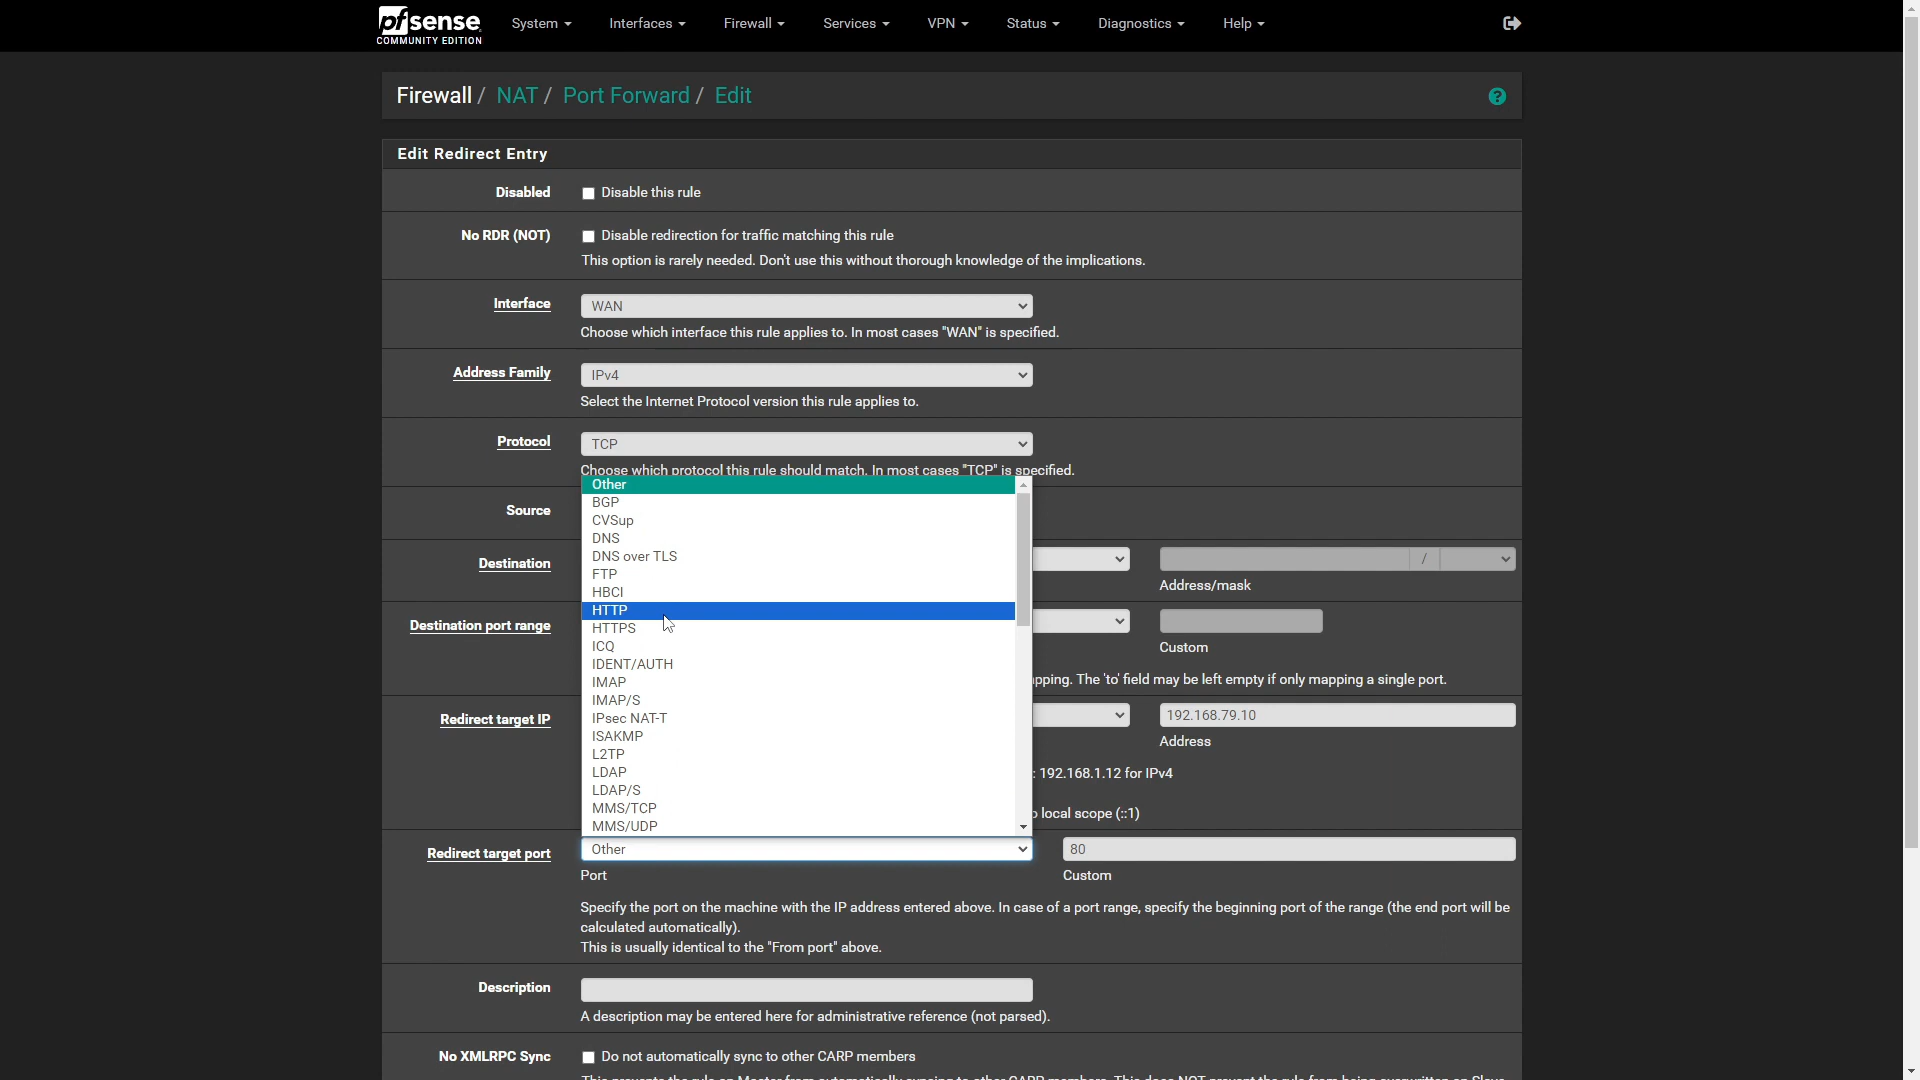 pfsense
COMMUNITY EDITION
System
Interfaces
Firewall
Services
VPN
Status
Diagnostics
Help
Firewall / NAT / Port Forward / Edit
Edit Redirect Entry
Disabled
Disable this rule
No RDR (NOT)
Disable redirection for traffic matching this rule
This option is rarely needed. Don't use this without thorough knowledge of the implications.
Interface
WAN
Choose which interface this rule applies to. In most cases "WAN" is specified.
Address Family
IPv4
Select the Internet Protocol version this rule applies to.
Protocol
TCP
Choose which protocol this rule should match. In most cases "TCP" is specified.
Source
Destination
/
Address/mask
Destination port range
Custom
pping. The 'to' field may be left empty if only mapping a single port.
Redirect target IP
192.168.79.10
Address
: 192.168.1.12 for IPv4
local scope (::1)
Other
BGP
CVSup
DNS
DNS over TLS
FTP
HBCI
HTTP
HTTPS
ICQ
IDENT/AUTH
IMAP
IMAP/S
IPsec NAT-T
ISAKMP
L2TP
LDAP
LDAP/S
MMS/TCP
MMS/UDP
Redirect target port
Other
80
Port
Custom
Specify the port on the machine with the IP address entered above. In case of a port range, specify the beginning port of the range (the end port will be
calculated automatically).
This is usually identical to the "From port" above.
Description
A description may be entered here for administrative reference (not parsed).
No XMLRPC Sync
Do not automatically sync to other CARP members